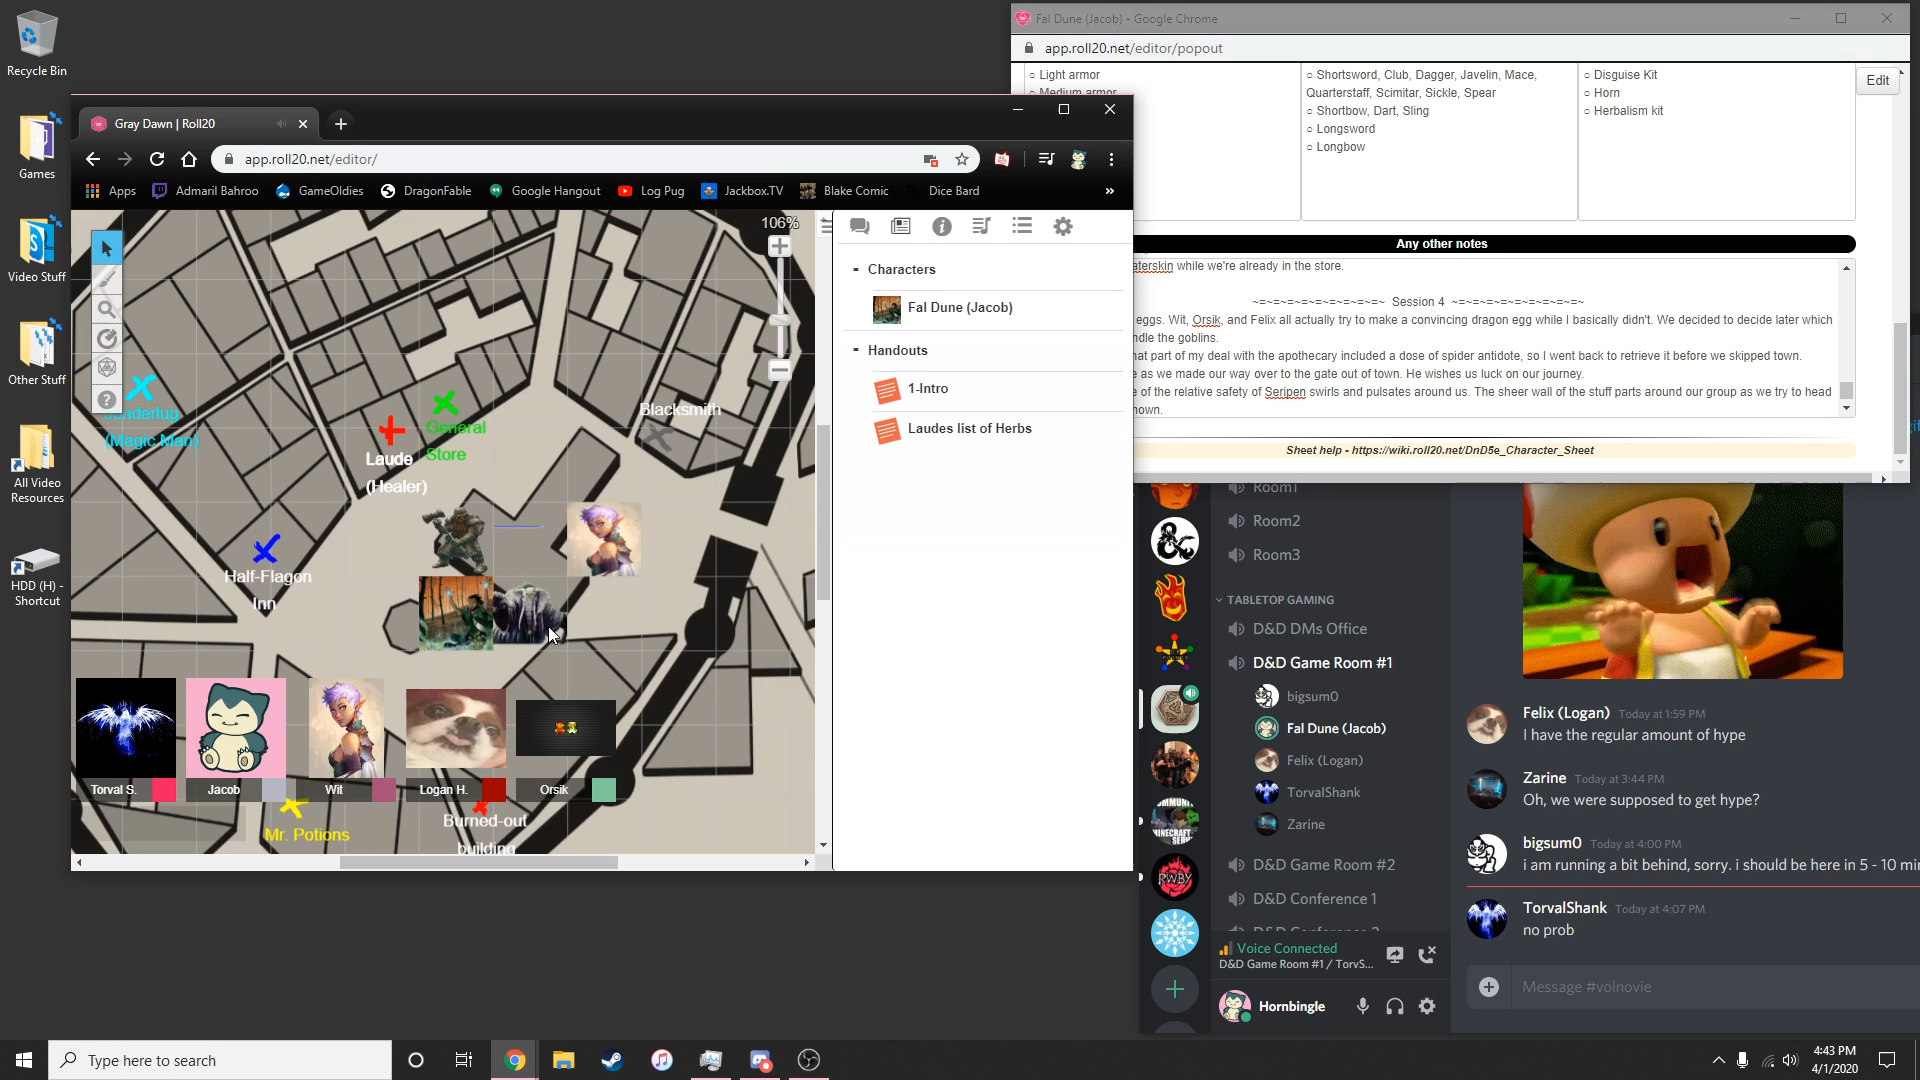 Recycle Bin
Games
Video Stuff
Other Stuff
All Video
Resources
HDD (H) -
Shortcut
Fal Dune (Jacob) - Google Chrome
app.roll20.net/editor/popout
Edit
○ Light armor
○ Medium armor
○ Shortsword, Club, Dagger, Javelin, Mace,
Quarterstaff, Scimitar, Sickle, Spear
○ Shortbow, Dart, Sling
○ Longsword
○ Longbow
○ Disguise Kit
○ Horn
○ Herbalism kit
Any other notes
aterskin while we're already in the store.
~=~=~=~=~=~=~=~=~=~ Session 4 ~=~=~=~=~=~=~=~=~=~
eggs. Wit, Orsik, and Felix all actually try to make a convincing dragon egg while I basically didn't. We decided to decide later which
ndle the goblins.
hat part of my deal with the apothecary included a dose of spider antidote, so I went back to retrieve it before we skipped town.
as we made our way over to the gate out of town. He wishes us luck on our journey.
e of the relative safety of Seripen swirls and pulsates around us. The sheer wall of the stuff parts around our group as we try to head
nown.
Sheet help - https://wiki.roll20.net/DnD5e_Character_Sheet
Gray Dawn | Roll20
app.roll20.net/editor/
Apps
Admaril Bahroo
GameOldies
DragonFable
Google Hangout
Log Pug
Jackbox.TV
Blake Comic
Dice Bard
»
106%
(Magic Man)
Laude
(Healer)
General
Store
Blacksmith
Half-Flagon
Inn
Torval S.
Jacob
Wit
Logan H.
Orsik
Mr. Potions
Burned-out
building
- Characters
Fal Dune (Jacob)
- Handouts
1-Intro
Laudes list of Herbs
Room1
Room2
Room3
TABLETOP GAMING
D&D DMs Office
D&D Game Room #1
bigsum0
Fal Dune (Jacob)
Felix (Logan)
TorvalShank
Zarine
D&D Game Room #2
D&D Conference 1
D&D Conference 2
Voice Connected
D&D Game Room #1 / TorvS...
Hornbingle
MINECRAFT
RWBY
Felix (Logan) Today at 1:59 PM
I have the regular amount of hype
Zarine Today at 3:44 PM
Oh, we were supposed to get hype?
bigsum0 Today at 4:00 PM
i am running a bit behind, sorry. i should be here in 5 - 10 min
TorvalShank Today at 4:07 PM
no prob
Message #volnovie
Type here to search
4:43 PM
4/1/2020